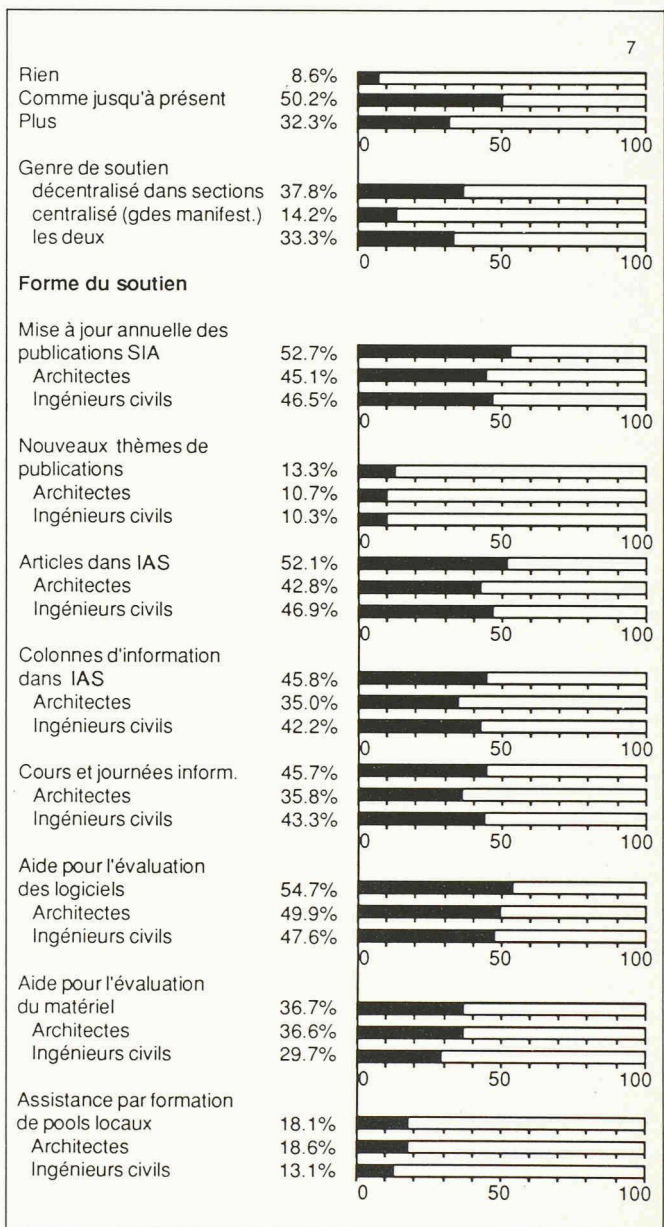 7
Rien 8.6%
Comme jusqu'à présent 50.2%
Plus 32.3%
0 50 100
Genre de soutien
décentralisé dans sections 37.8%
centralisé (gdes manifest.) 14.2%
les deux 33.3%
0 50 100
Forme du soutien
Mise à jour annuelle des
publications SIA 52.7%
Architectes 45.1%
Ingénieurs civils 46.5%
0 50 100
Nouveaux thèmes de
publications 13.3%
Architectes 10.7%
Ingénieurs civils 10.3%
0 50 100
Articles dans IAS 52.1%
Architectes 42.8%
Ingénieurs civils 46.9%
0 50 100
Colonnes d'information
dans IAS 45.8%
Architectes 35.0%
Ingénieurs civils 42.2%
0 50 100
Cours et journées inform. 45.7%
Architectes 35.8%
Ingénieurs civils 43.3%
0 50 100
Aide pour l'évaluation
des logiciels 54.7%
Architectes 49.9%
Ingénieurs civils 47.6%
0 50 100
Aide pour l'évaluation
du matériel 36.7%
Architectes 36.6%
Ingénieurs civils 29.7%
0 50 100
Assistance par formation
de pools locaux 18.1%
Architectes 18.6%
Ingénieurs civils 13.1%
0 50 100